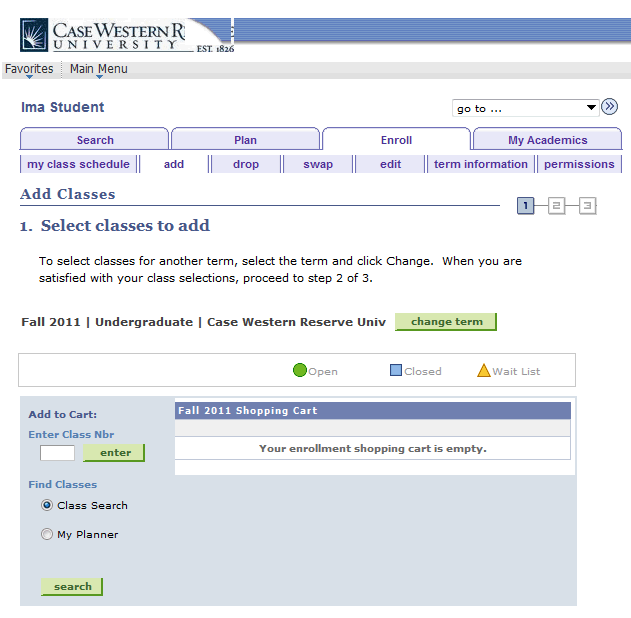 CASE WESTERN R
UNIVERSITY EST. 1826
Favorites Main Menu
Ima Student
go to ...
Search Plan Enroll My Academics
my class schedule add drop swap edit term information permissions
Add Classes
1 2 3
1. Select classes to add
To select classes for another term, select the term and click Change. When you are
satisfied with your class selections, proceed to step 2 of 3.
Fall 2011 | Undergraduate | Case Western Reserve Univ change term
Open Closed Wait List
Add to Cart:
Enter Class Nbr
enter
Find Classes
Class Search
My Planner
search
Fall 2011 Shopping Cart
Your enrollment shopping cart is empty.